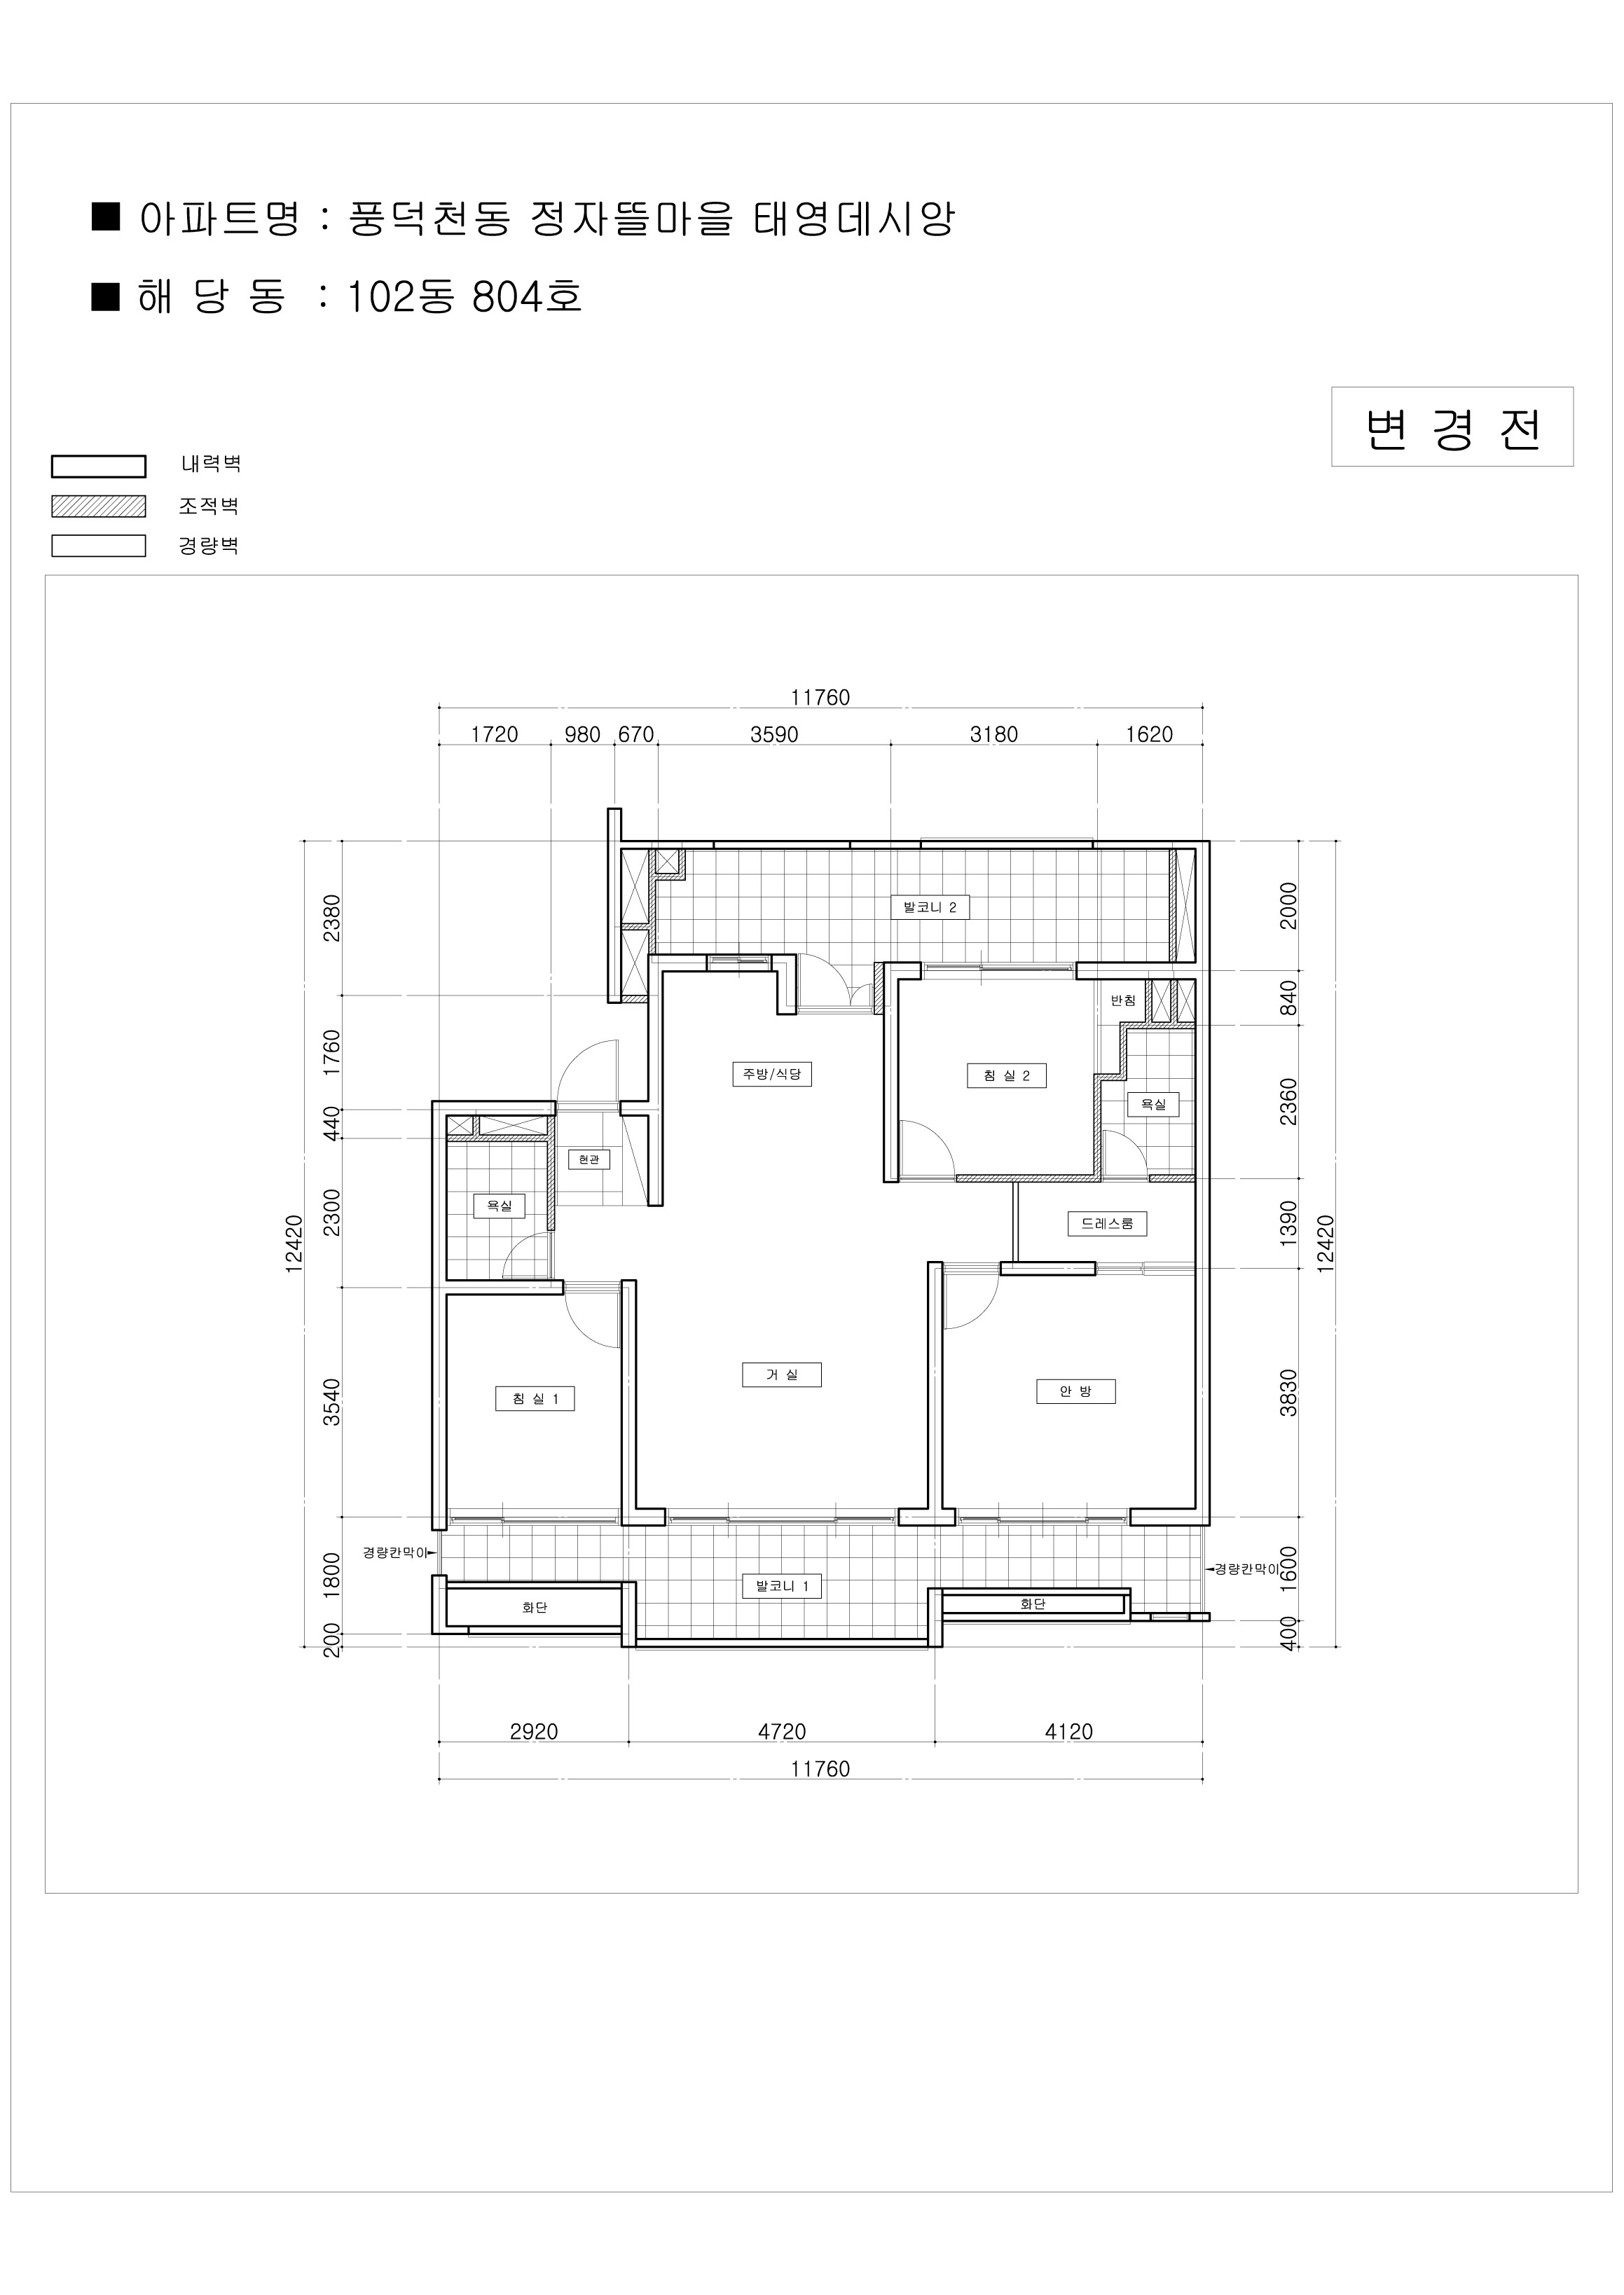 ■ 아파트명 : 풍덕천동 정자뜰마을 태영데시앙
■ 해 당 동 : 102동 804호
변 경 전
내력벽
조적벽
경량벽
11760
1720 980 670 3590 3180 1620
발코니 2
2380
2000
반침
840
주방/식당
침 실 2
1760
욕실
2360
440
현관
욕실
드레스룸
2300
1390
12420
12420
거 실
안 방
침 실 1
3540
3830
경량칸막이
경량칸막이
발코니 1
1800
1600
화단
화단
200
400
2920 4720 4120
11760